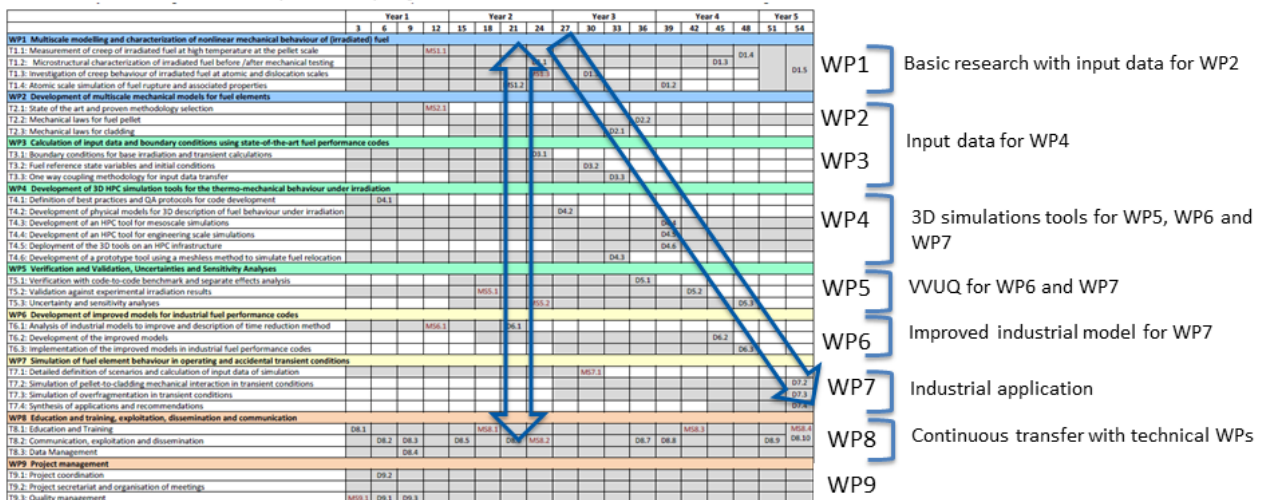 Year 1 Year 2 Year 3 Year 4 Year 5
3 6 9 12 15 18 21 24 27 30 33 36 39 42 45 48 51 54
WP1 Multiscale modelling and characterization of nonlinear mechanical behaviour of (irradiated) fuel
T1.1: Measurement of creep of irradiated fuel at high temperature at the pellet scale MS1.1 D1.4
T1.2: Microstructural characterization of irradiated fuel before /after mechanical testing D1.3
T1.3: Investigation of creep behaviour of irradiated fuel at atomic and dislocation scales D1.5
T1.4: Atomic scale simulation of fuel rupture and associated properties MS1.2 D1.2
WP2 Development of multiscale mechanical models for fuel elements
T2.1: State of the art and proven methodology selection MS2.1
T2.2: Mechanical laws for fuel pellet D2.2
T2.3: Mechanical laws for cladding D2.1
WP3 Calculation of input data and boundary conditions using state-of-the-art fuel performance codes
T3.1: Boundary conditions for base irradiation and transient calculations D3.1
T3.2: Fuel reference state variables and initial conditions D3.2
T3.3: One way coupling methodology for input data transfer D3.3
WP4 Development of 3D HPC simulation tools for the thermo-mechanical behaviour under irradiation
T4.1: Definition of best practices and QA protocols for code development D4.1
T4.2: Development of physical models for 3D description of fuel behaviour under irradiation D4.2
T4.3: Development of an HPC tool for mesoscale simulations
T4.4: Development of an HPC tool for engineering scale simulations
T4.5: Deployment of the 3D tools on an HPC infrastructure D4.6
T4.6: Development of a prototype tool using a meshless method to simulate fuel relocation D4.3
WP5 Verification and Validation, Uncertainties and Sensitivity Analyses
T5.1: Verification with code-to-code benchmark and separate effects analysis D5.1
T5.2: Validation against experimental irradiation results MS5.1 D5.2
T5.3: Uncertainty and sensitivity analyses MS5.2 D5.3
WP6 Development of improved models for industrial fuel performance codes
T6.1: Analysis of industrial models to improve and description of time reduction method MS6.1 D6.1
T6.2: Development of the improved models D6.2
T6.3: Implementation of the improved models in industrial fuel performance codes D6.3
WP7 Simulation of fuel element behaviour in operating and accidental transient conditions
T7.1: Detailed definition of scenarios and calculation of input data of simulation MS7.1
T7.2: Simulation of pellet-to-cladding mechanical interaction in transient conditions D7.2
T7.3: Simulation of overfragmentation in transient conditions D7.3
T7.4: Synthesis of applications and recommendations D7.4
WP8 Education and training, exploitation, dissemination and communication
T8.1: Education and Training D8.1 MS8.1 MS8.3 MS8.4
T8.2: Communication, exploitation and dissemination D8.2 D8.3 D8.5 MS8.2 D8.7 D8.8 D8.9 D8.10
T8.3: Data Management D8.4
WP9 Project management
T9.1: Project coordination D9.2
T9.2: Project secretariat and organisation of meetings
T9.3: Quality management MS9.1 D9.1 D9.3
WP1 Basic research with input data for WP2
WP2
Input data for WP4
WP3
WP4 3D simulations tools for WP5, WP6 and
WP7
WP5 VVUQ for WP6 and WP7
WP6 Improved industrial model for WP7
WP7 Industrial application
WP8 Continuous transfer with technical WPs
WP9